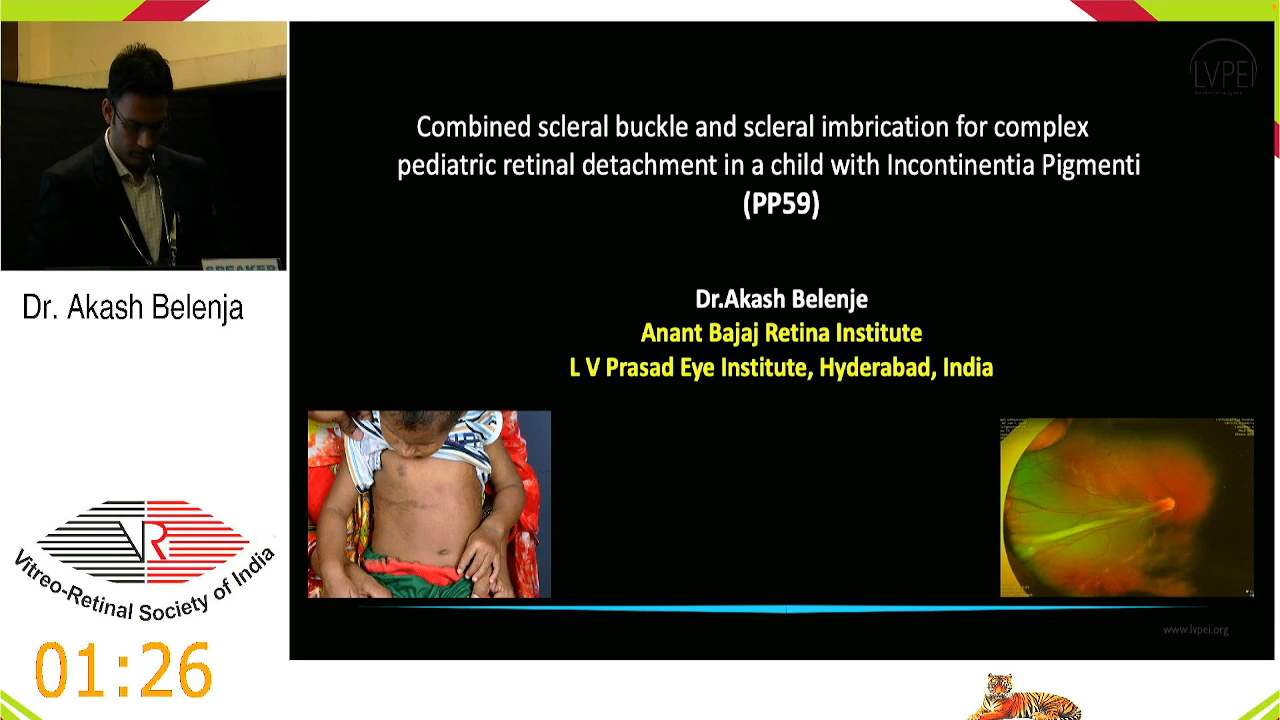 LVPEI
Combined scleral buckle and scleral imbrication for complex
pediatric retinal detachment in a child with Incontinentia Pigmenti
(PP59)
SPEAKER
Dr. Akash Belenja
Dr.Akash Belenje
Anant Bajaj Retina Institute
L V Prasad Eye Institute, Hyderabad, India
VR
Vitreo-Retinal Society of India
www.lvpei.org
01:26